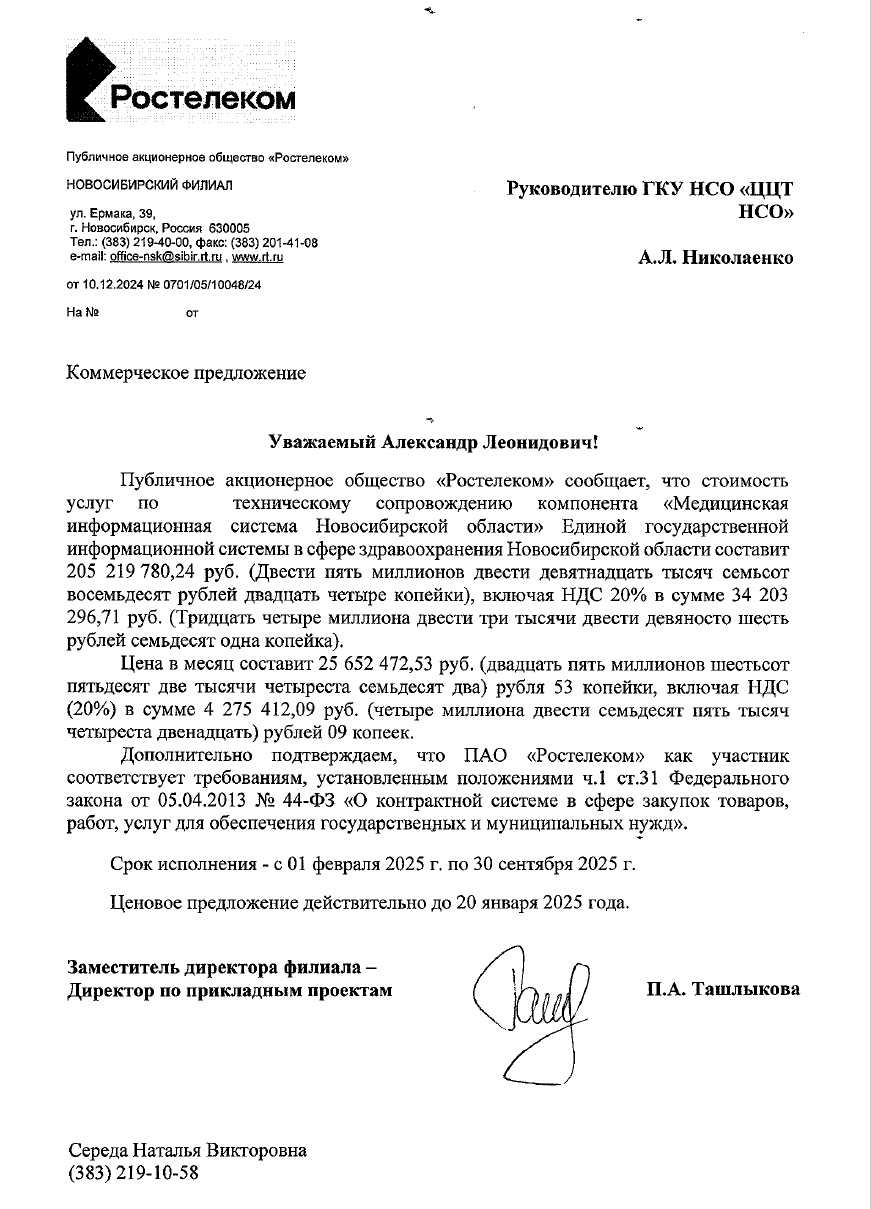 Ростелеком
Публичное акционерное общество «Ростелеком»
НОВОСИБИРСКИЙ ФИЛИАЛ
ул. Ермака, 39,
г. Новосибирск, Россия 630005
Тел.: (383) 219-40-00, факс: (383) 201-41-08
e-mail: office-nsk@sibir.rt.ru , www.rt.ru
от 10.12.2024 № 0701/05/10048/24
На № от
Руководителю ГКУ НСО «ЦЦТ
НСО»
А.Л. Николаенко
Коммерческое предложение
Уважаемый Александр Леонидович!
Публичное акционерное общество «Ростелеком» сообщает, что стоимость
услуг по техническому сопровождению компонента «Медицинская
информационная система Новосибирской области» Единой государственной
информационной системы в сфере здравоохранения Новосибирской области составит
205 219 780,24 руб. (Двести пять миллионов двести девятнадцать тысяч семьсот
восемьдесят рублей двадцать четыре копейки), включая НДС 20% в сумме 34 203
296,71 руб. (Тридцать четыре миллиона двести три тысячи двести девяносто шесть
рублей семьдесят одна копейка).
Цена в месяц составит 25 652 472,53 руб. (двадцать пять миллионов шестьсот
пятьдесят две тысячи четыреста семьдесят два) рубля 53 копейки, включая НДС
(20%) в сумме 4 275 412,09 руб. (четыре миллиона двести семьдесят пять тысяч
четыреста двенадцать) рублей 09 копеек.
Дополнительно подтверждаем, что ПАО «Ростелеком» как участник
соответствует требованиям, установленным положениями ч.1 ст.31 Федерального
закона от 05.04.2013 № 44-ФЗ «О контрактной системе в сфере закупок товаров,
работ, услуг для обеспечения государственных и муниципальных нужд».
Срок исполнения - с 01 февраля 2025 г. по 30 сентября 2025 г.
Ценовое предложение действительно до 20 января 2025 года.
Заместитель директора филиала –
Директор по прикладным проектам
П.А. Ташлыкова
Середа Наталья Викторовна
(383) 219-10-58